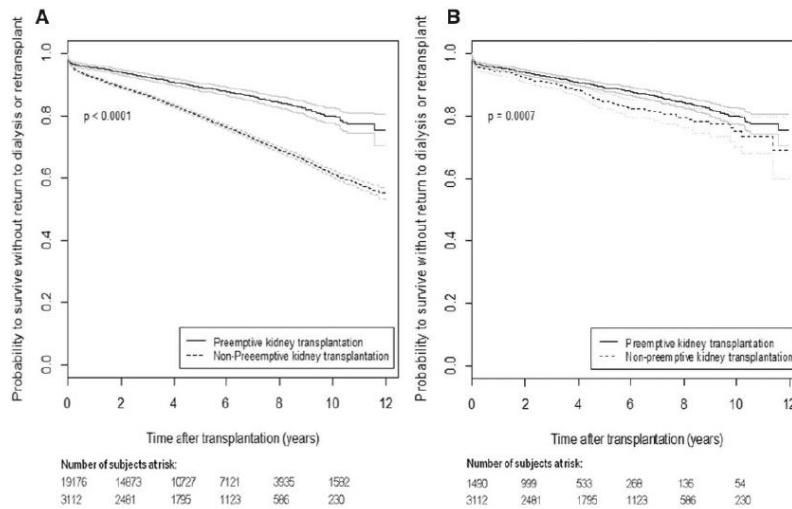 A
Probability to survive without return to dialysis or retransplant
1.0
0.8
0.6
0.4
0.2
0.0
p < 0.0001
Preemptive kidney transplantation
Non-Preeemptive kidney transplantation
0 2 4 6 8 10 12
Time after transplantation (years)
Number of subjects at risk:
19176 14873 10727 7121 3935 1592
3112 2481 1795 1123 586 230
B
Probability to survive without return to dialysis or retransplant
1.0
0.8
0.6
0.4
0.2
0.0
p = 0.0007
Preemptive kidney transplantation
Non-preemptive kidney transplantation
0 2 4 6 8 10 12
Time after transplantation (years)
Number of subjects at risk:
1490 999 533 268 136 54
3112 2481 1795 1123 586 230